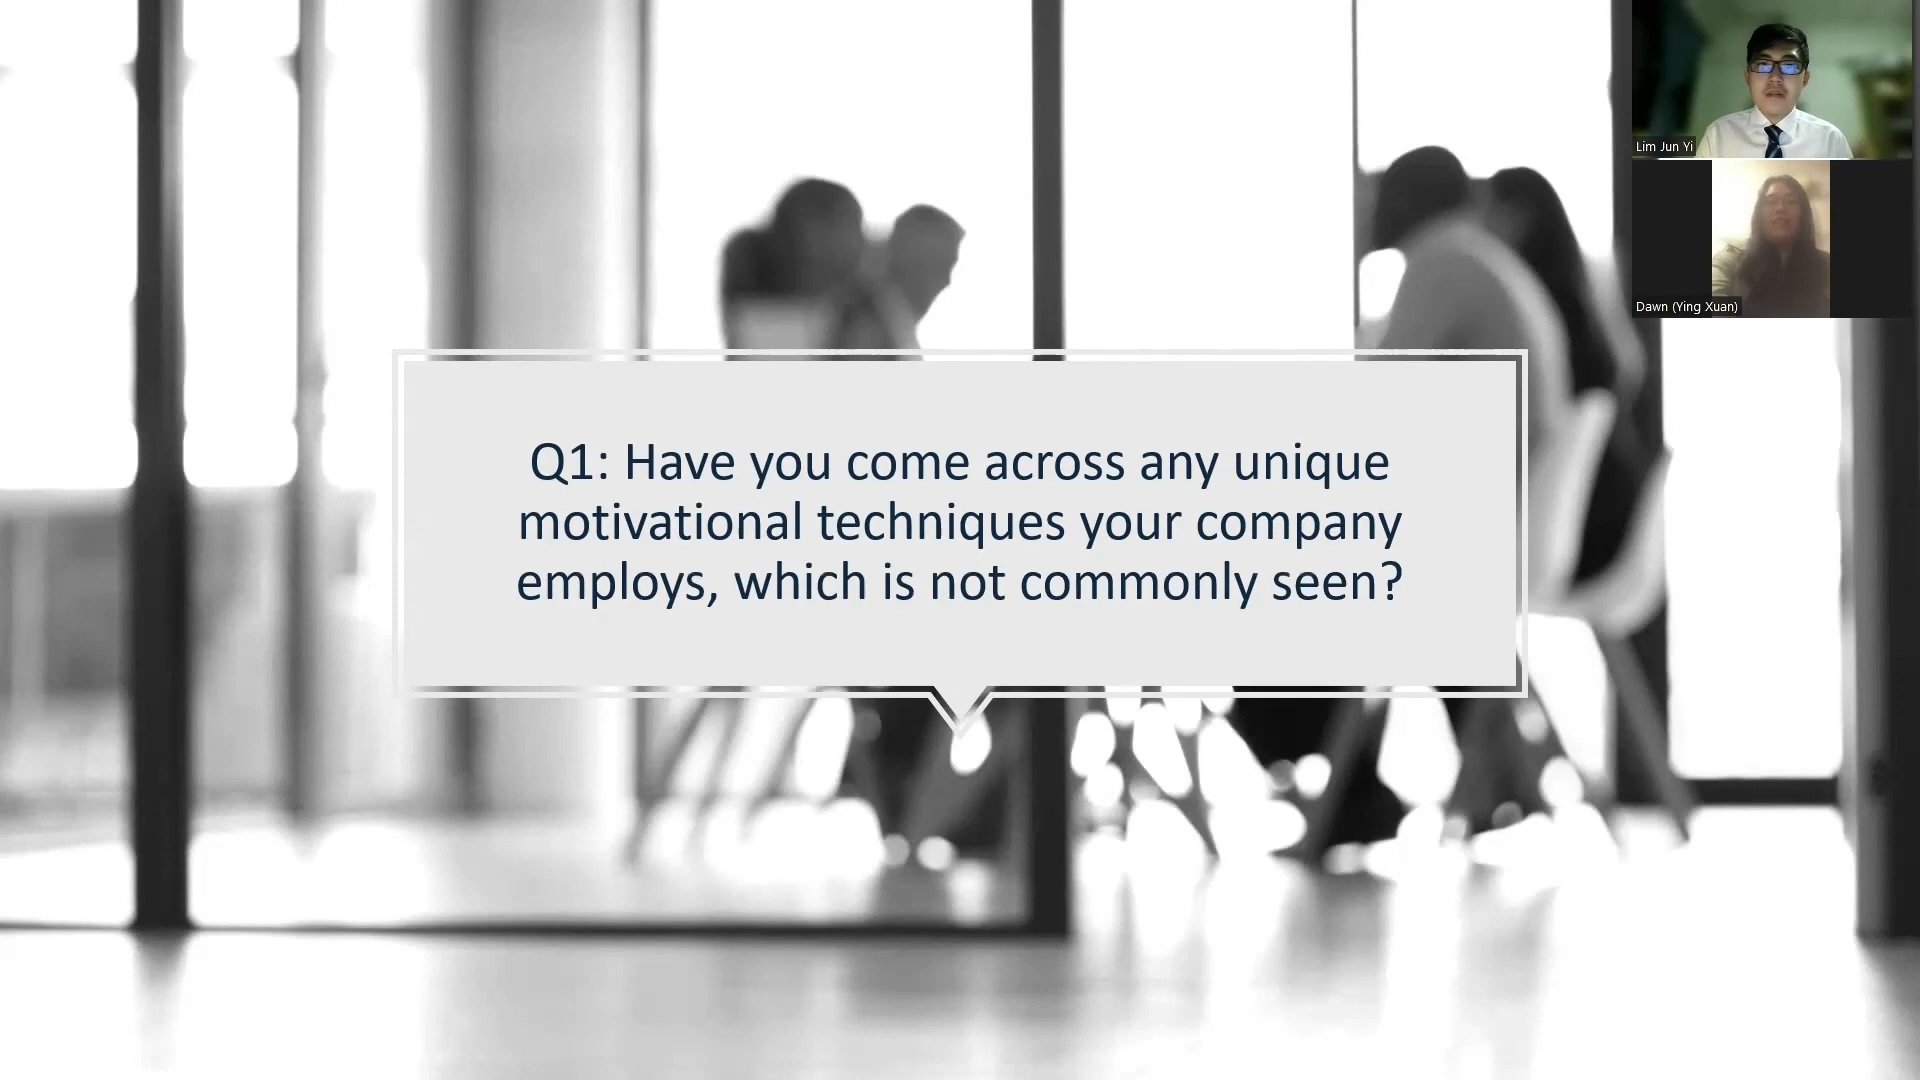 Lim Jun Yi
Dawn (Ying Xuan)
Q1: Have you come across any unique
motivational techniques your company
employs, which is not commonly seen?